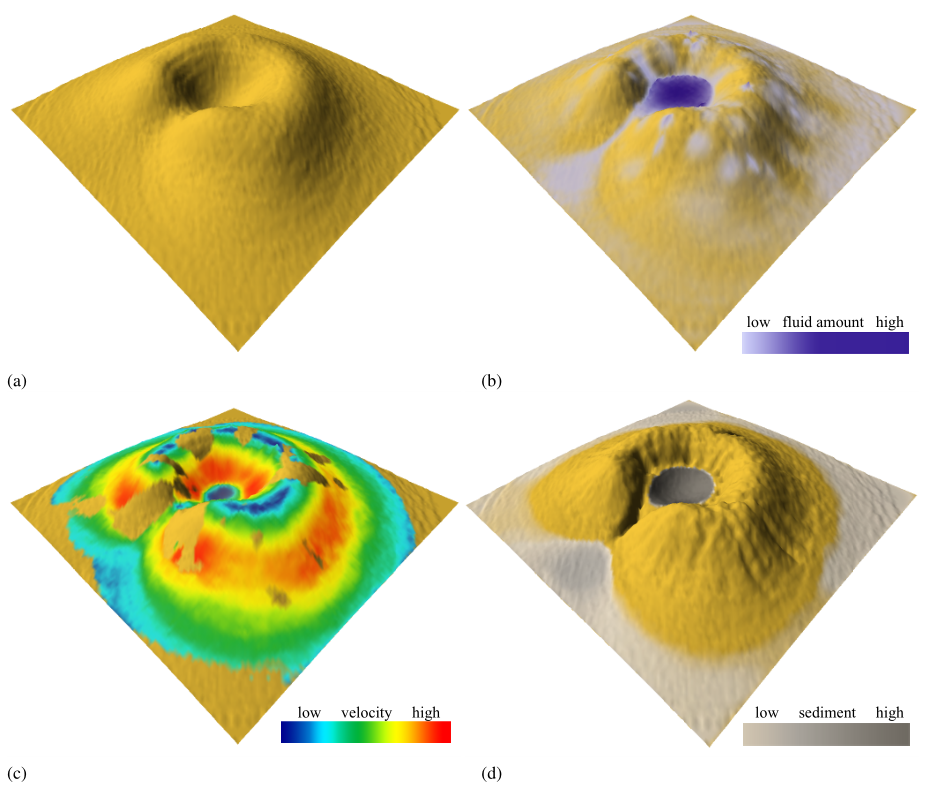 low fluid amount high
(a)
(b)
low velocity high
low sediment high
(c)
(d)